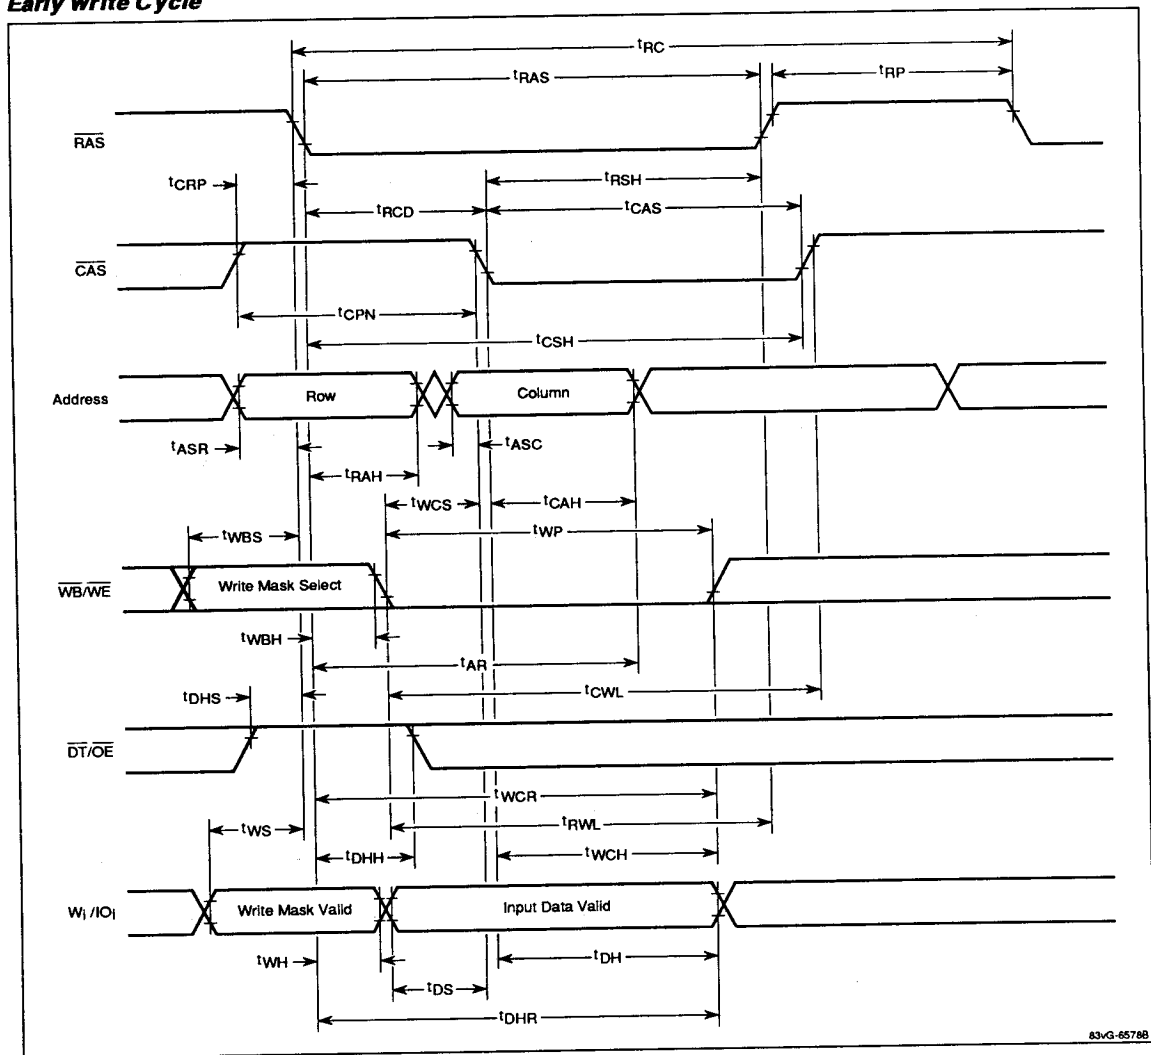 Early Write Cycle
tRC
tRAS
tRP
RAS
tCRP
tRSH
tRCD
tCAS
CAS
tCPN
tCSH
Address
Row
Column
tASR
tASC
tRAH
tWCS
tCAH
tWBS
tWP
WB/WE
Write Mask Select
tWBH
tAR
tDHS
tCWL
DT/OE
tWCR
tWS
tRWL
tDHH
tWCH
Wi /IOi
Write Mask Valid
Input Data Valid
tWH
tDH
tDS
tDHR
83vG-6578B